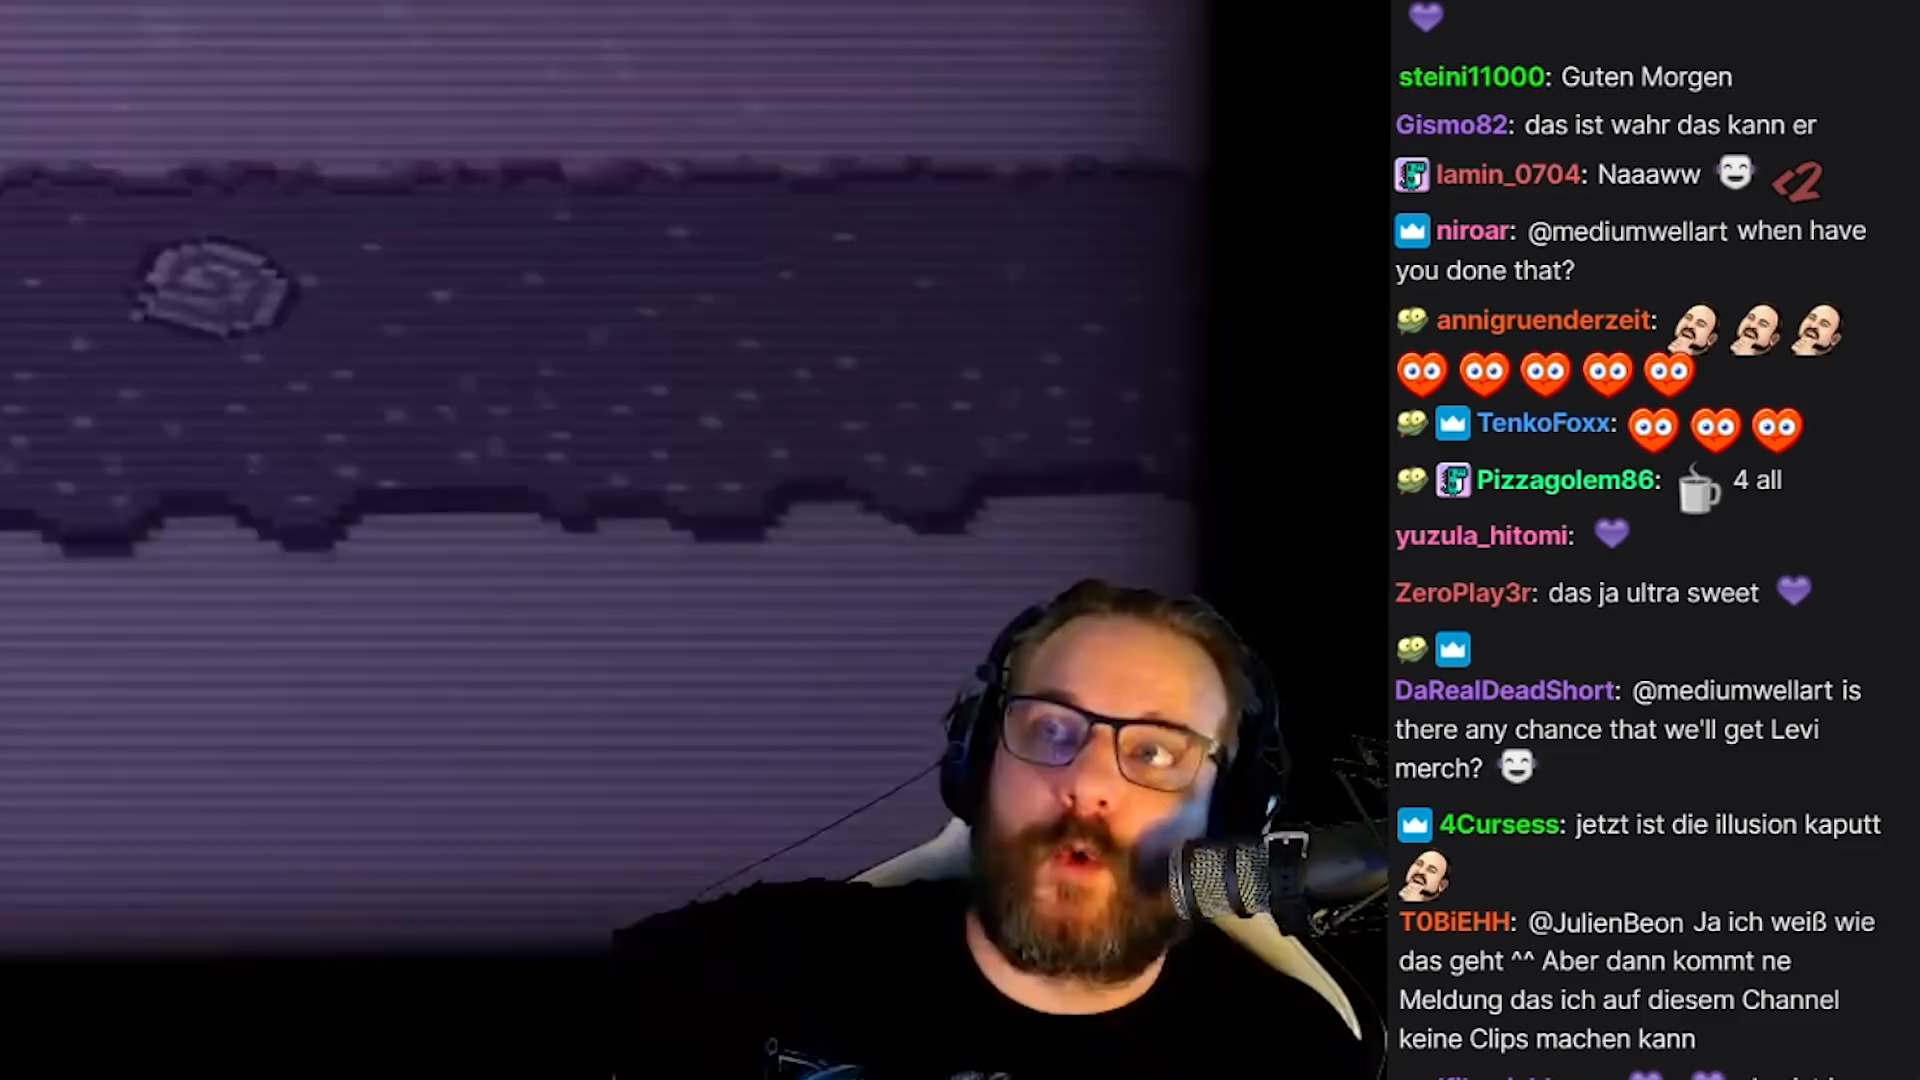 steini11000: Guten Morgen
Gismo82: das ist wahr das kann er
lamin_0704: Naaaww <2
niroar: @mediumwellart when have
you done that?
annigruenderzeit:
TenkoFoxx:
Pizzagolem86: 4 all
yuzula_hitomi:
ZeroPlay3r: das ja ultra sweet
DaRealDeadShort: @mediumwellart is
there any chance that we'll get Levi
merch?
4Cursess: jetzt ist die illusion kaputt
T0BiEHH: @JulienBeon Ja ich weiß wie
das geht ^^ Aber dann kommt ne
Meldung das ich auf diesem Channel
keine Clips machen kann